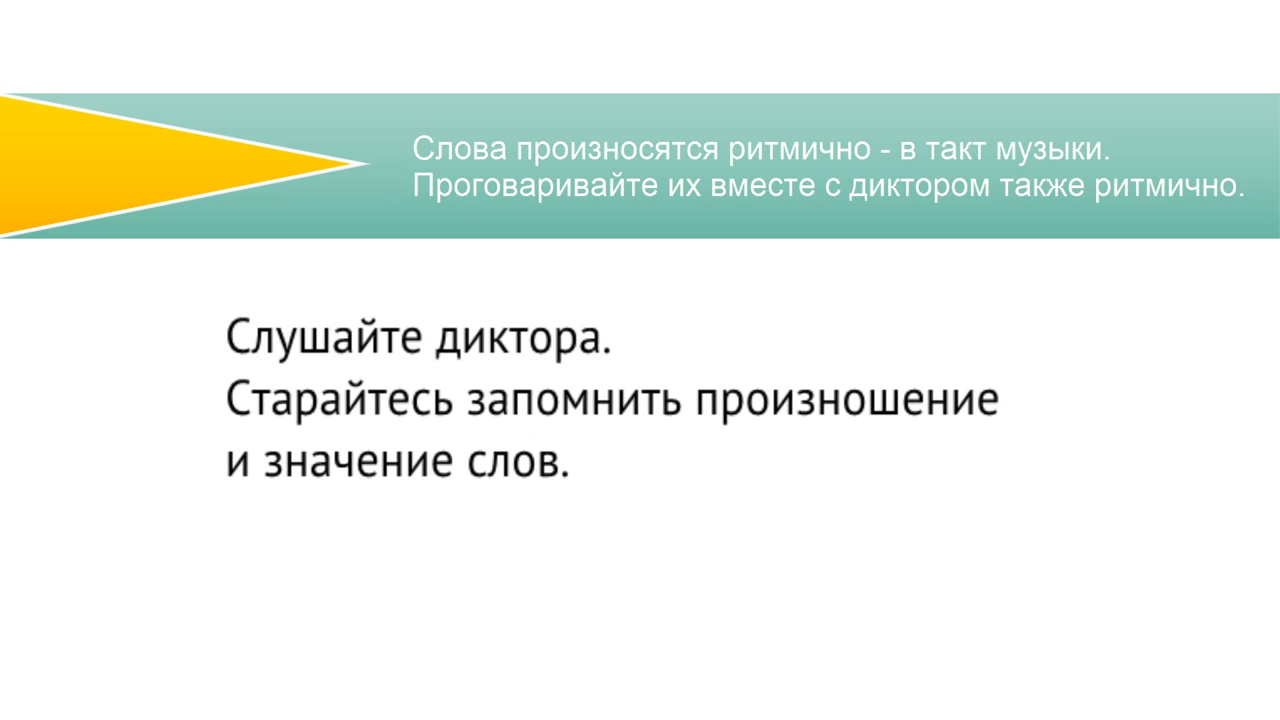 Слова произносятся ритмично - в такт музыки.
Проговаривайте их вместе с диктором также ритмично.
Слушайте диктора.
Старайтесь запомнить произношение
и значение слов.